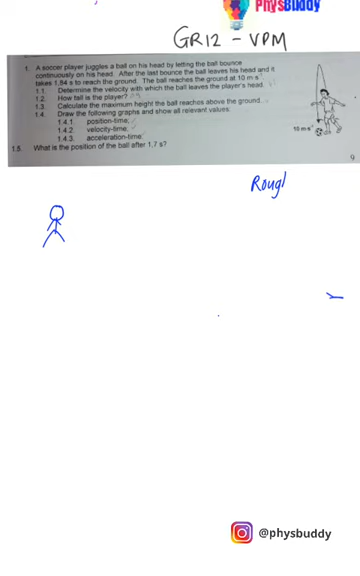 PhysBuddy
GR12 - VPM
1. A soccer player juggles a ball on his head by letting the ball bounce
continuously on his head. After the last bounce the ball leaves his head and it
takes 1.84 s to reach the ground. The ball reaches the ground at 10 m·s⁻¹.
1.1. Determine the velocity with which the ball leaves the player's head.
1.2. How tall is the player?
1.3. Calculate the maximum height the ball reaches above the ground.
1.4. Draw the following graphs and show all relevant values:
1.4.1. position-time;
1.4.2. velocity-time;
1.4.3. acceleration-time.
10 m·s⁻¹
1.5. What is the position of the ball after 1.7 s?
9
Rough
@physbuddy